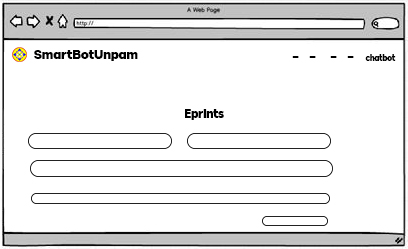 A Web Page
http://
SmartBotUnpam
chatbot
Eprints